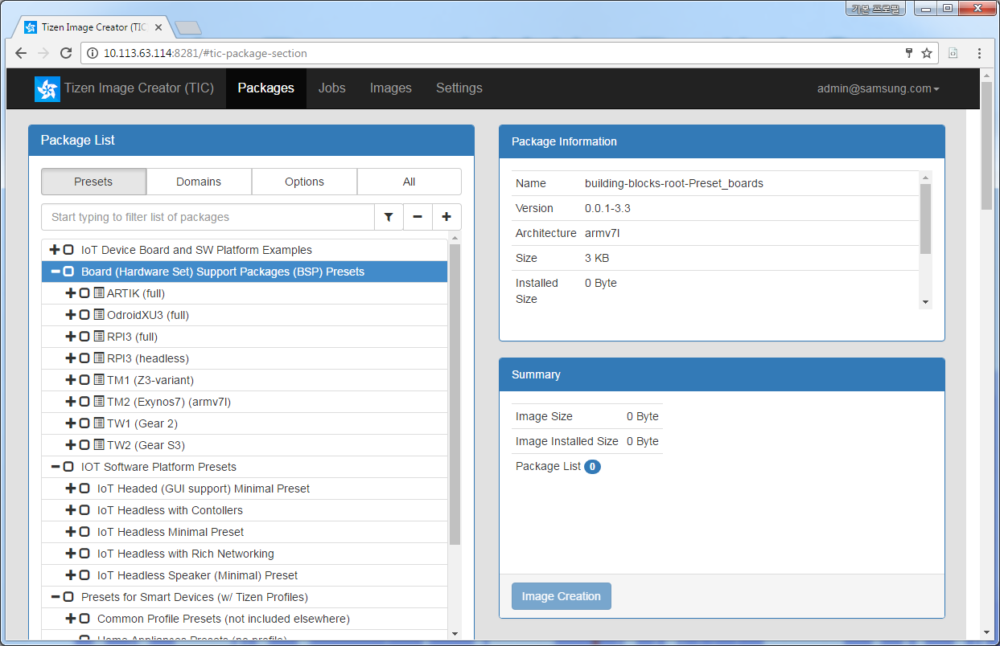 기본 프로필
Tizen Image Creator (TIC
10.113.63.114:8281/#tic-package-section
Tizen Image Creator (TIC)
Packages
Jobs
Images
Settings
admin@samsung.com
Package List
Presets
Domains
Options
All
Start typing to filter list of packages
IoT Device Board and SW Platform Examples
Board (Hardware Set) Support Packages (BSP) Presets
ARTIK (full)
OdroidXU3 (full)
RPI3 (full)
RPI3 (headless)
TM1 (Z3-variant)
TM2 (Exynos7) (armv7l)
TW1 (Gear 2)
TW2 (Gear S3)
IOT Software Platform Presets
IoT Headed (GUI support) Minimal Preset
IoT Headless with Contollers
IoT Headless Minimal Preset
IoT Headless with Rich Networking
IoT Headless Speaker (Minimal) Preset
Presets for Smart Devices (w/ Tizen Profiles)
Common Profile Presets (not included elsewhere)
Home Appliances Presets (no profile)
Package Information
Name building-blocks-root-Preset_boards
Version 0.0.1-3.3
Architecture armv7l
Size 3 KB
Installed 0 Byte
Size
Summary
Image Size 0 Byte
Image Installed Size 0 Byte
Package List 0
Image Creation